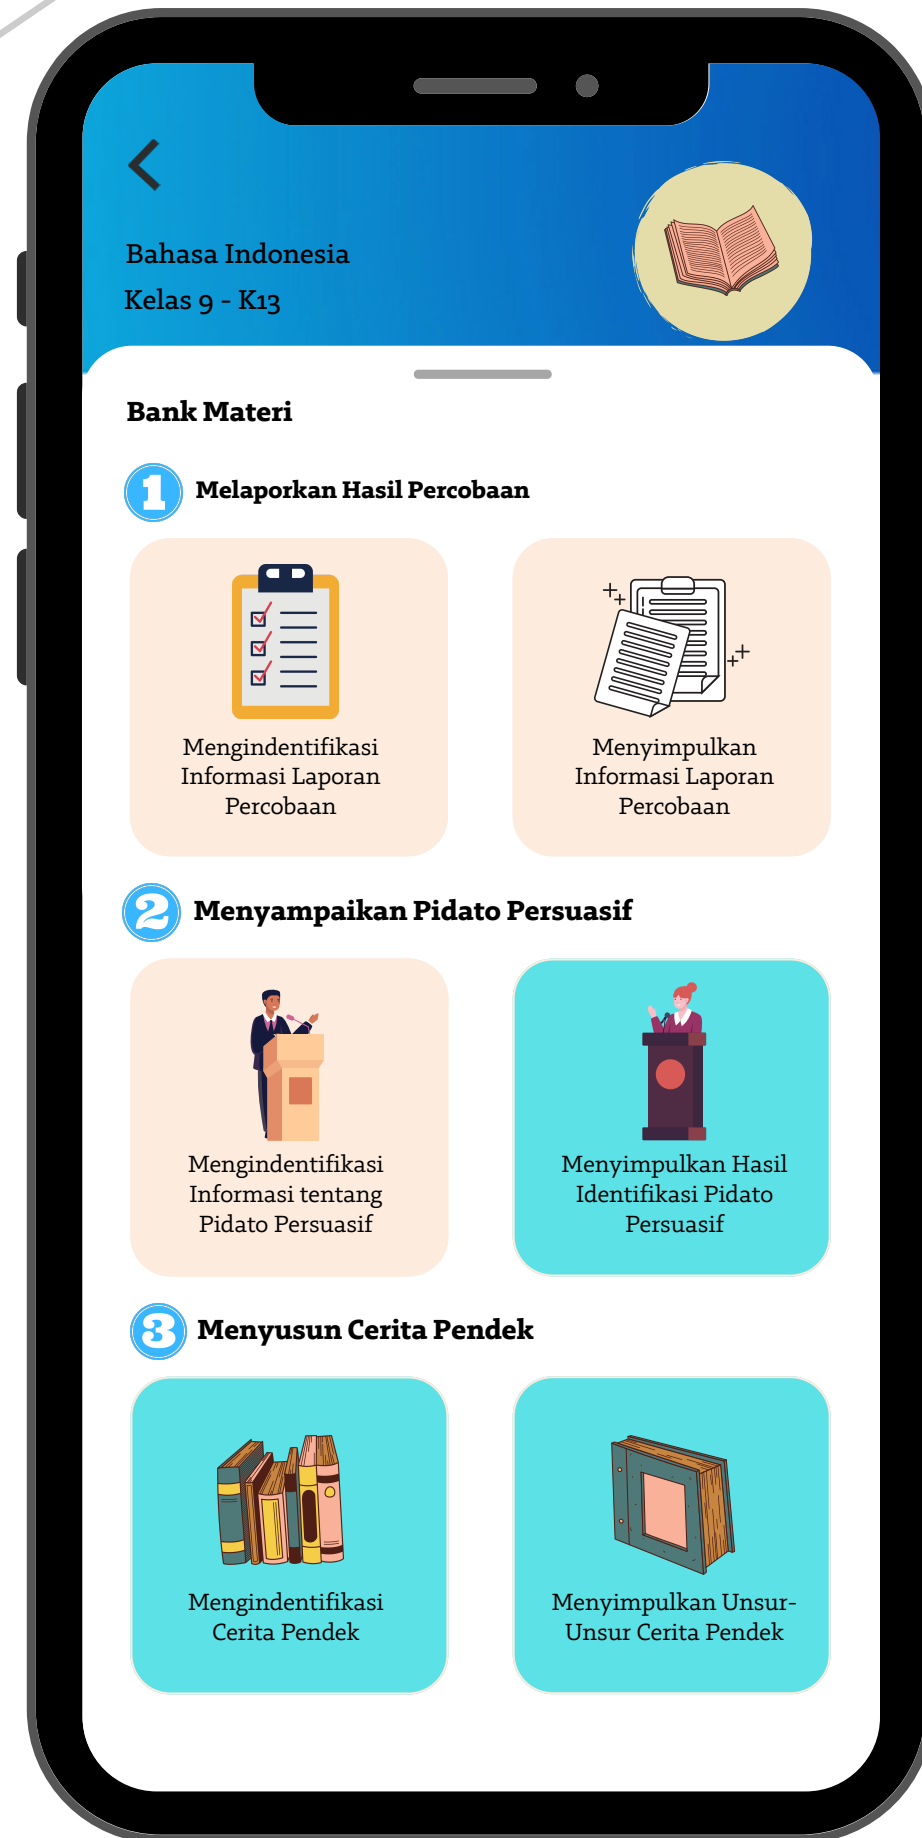 Bahasa Indonesia
Kelas 9 - K13
Bank Materi
1 Melaporkan Hasil Percobaan
Mengindentifikasi
Informasi Laporan
Percobaan
Menyimpulkan
Informasi Laporan
Percobaan
2 Menyampaikan Pidato Persuasif
Mengindentifikasi
Informasi tentang
Pidato Persuasif
Menyimpulkan Hasil
Identifikasi Pidato
Persuasif
3 Menyusun Cerita Pendek
Mengindentifikasi
Cerita Pendek
Menyimpulkan Unsur-
Unsur Cerita Pendek